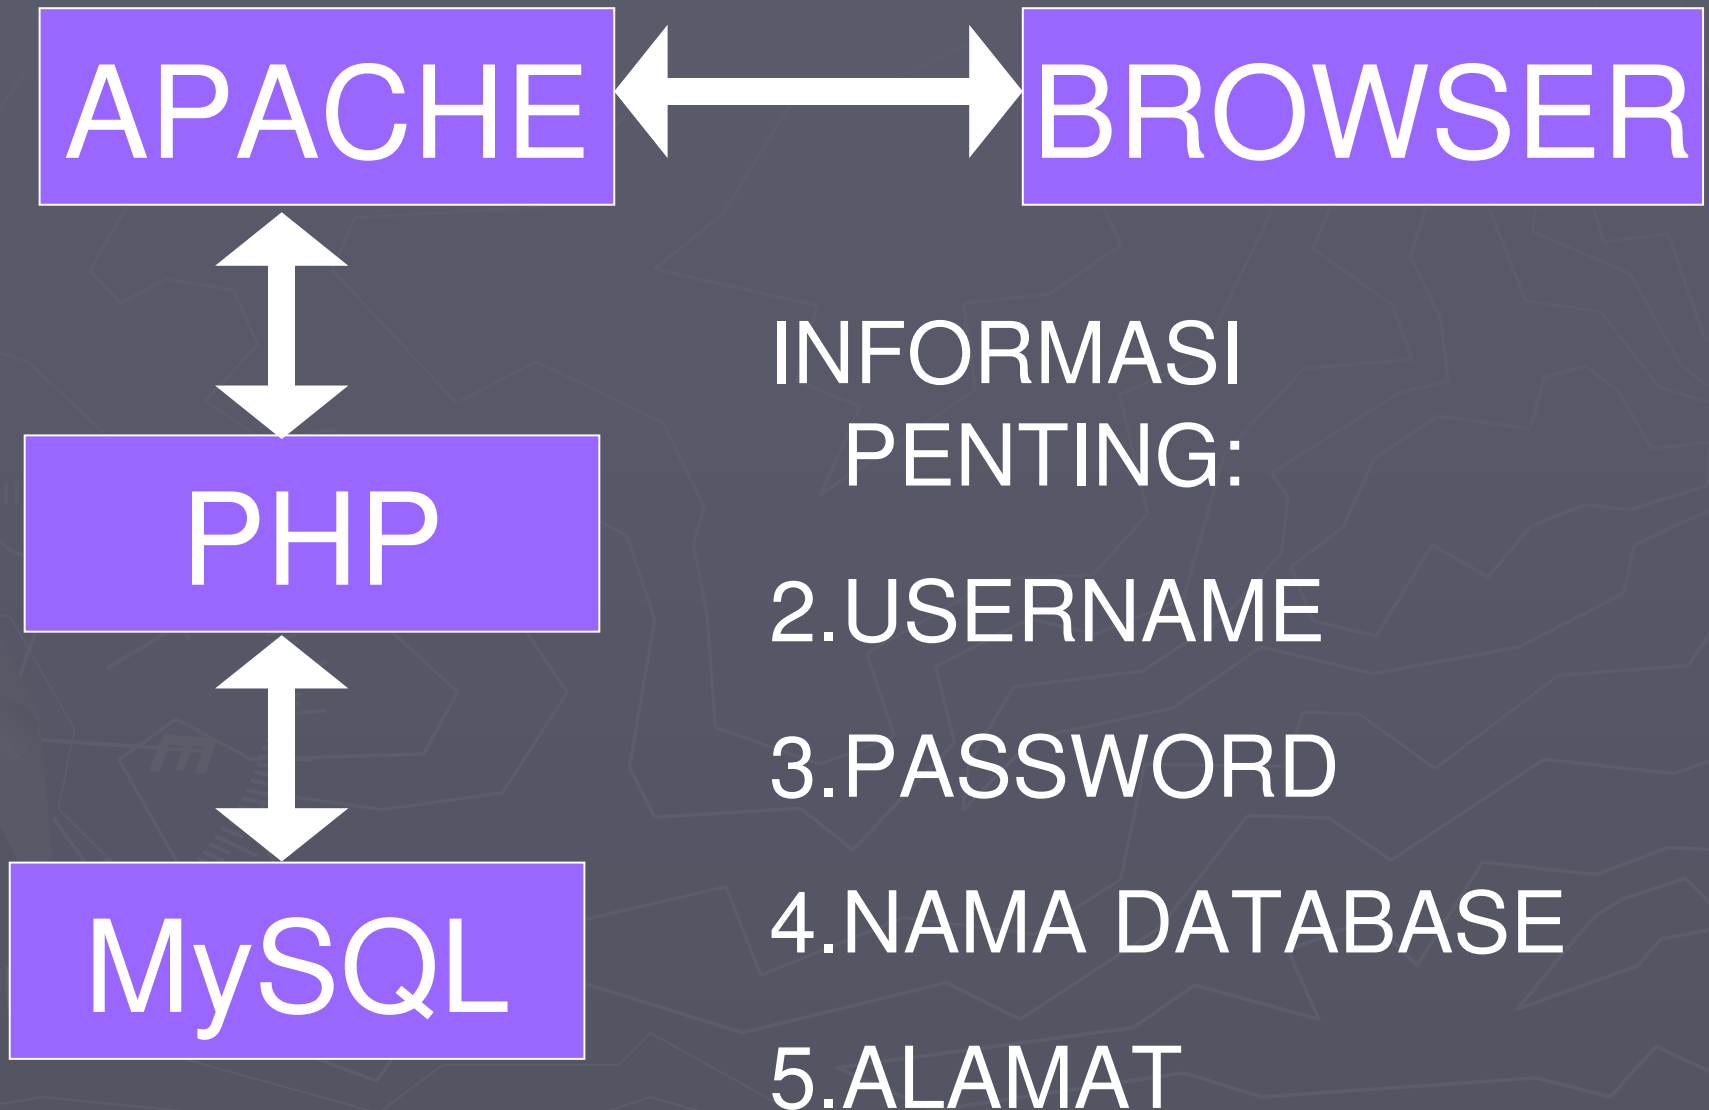 APACHE
BROWSER
PHP
MySQL
INFORMASI
PENTING:
2.USERNAME
3.PASSWORD
4.NAMA DATABASE
5.ALAMAT